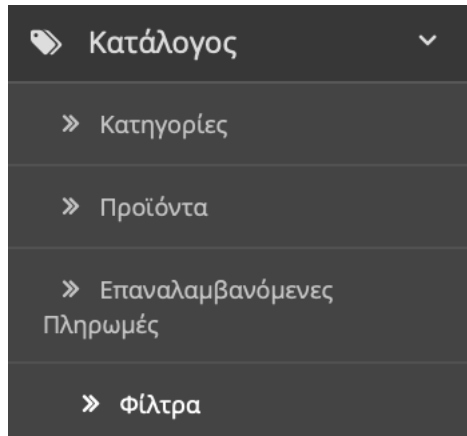 Κατάλογος
Κατηγορίες
Προϊόντα
Επαναλαμβανόμενες
Πληρωμές
Φίλτρα